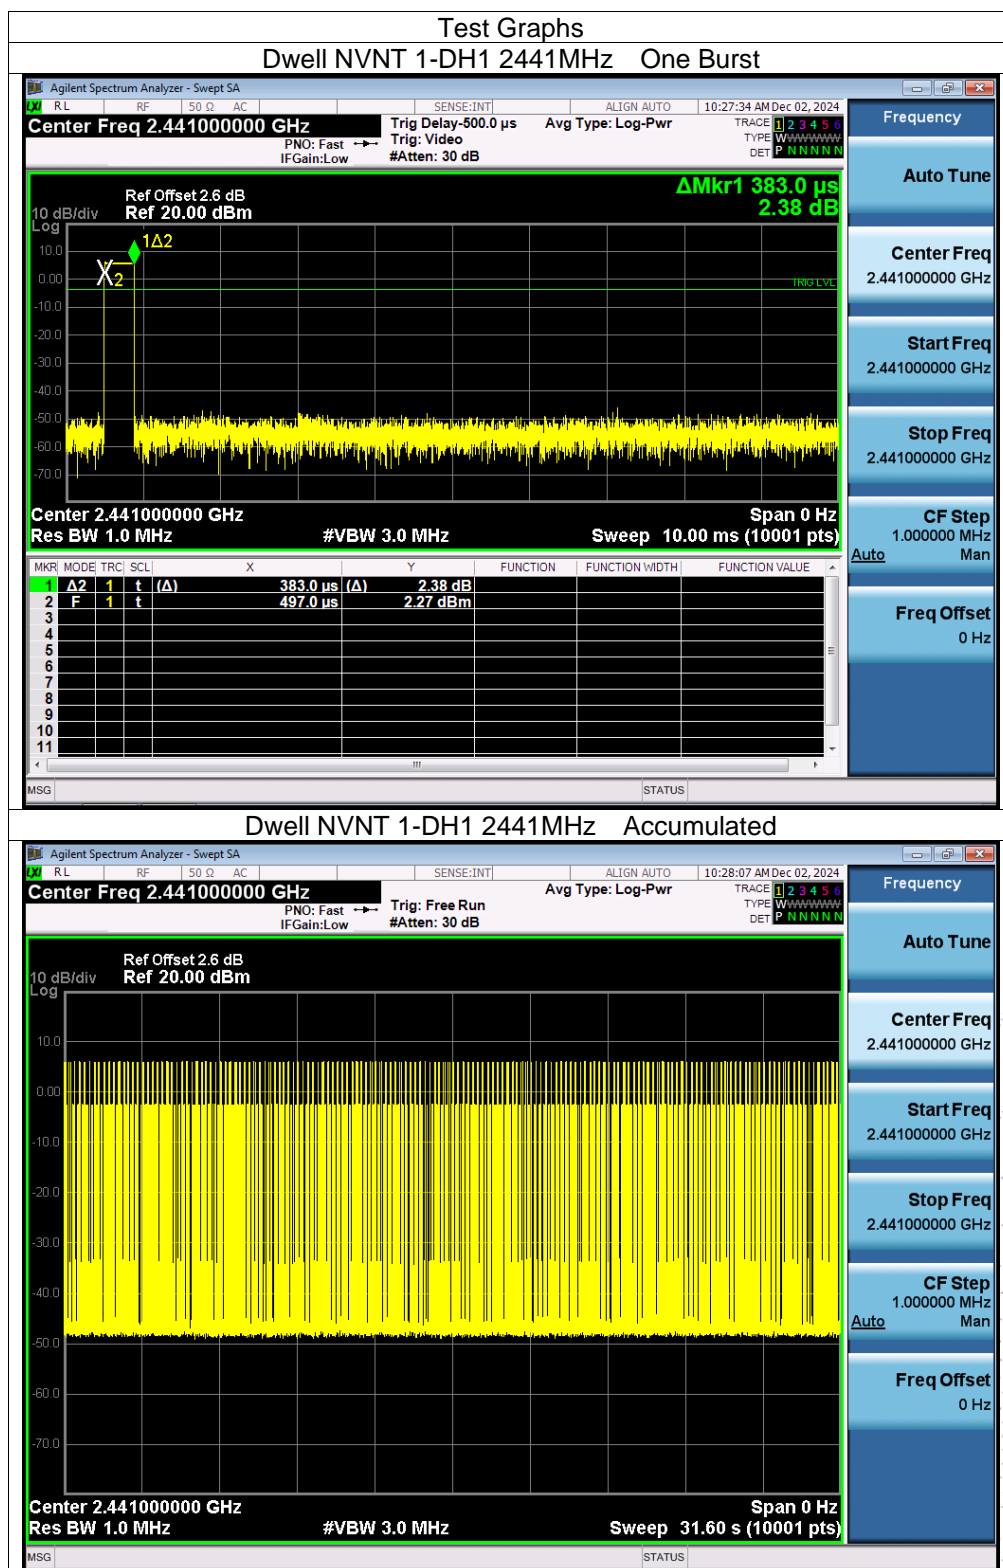 Test Graphs
Dwell NVNT 1-DH1 2441MHz One Burst
Agilent Spectrum Analyzer - Swept SA
LXI RL RF 50 Ω AC SENSE:INT ALIGN AUTO 10:27:34 AM Dec 02, 2024
Center Freq 2.441000000 GHz Trig Delay-500.0 µs Avg Type: Log-Pwr TRACE 1 2 3 4 5 6
PNO: Fast Trig: Video TYPE WWWWWW
IFGain:Low #Atten: 30 dB DET P N N N N N
Frequency
Auto Tune
Center Freq
2.441000000 GHz
Start Freq
2.441000000 GHz
Stop Freq
2.441000000 GHz
CF Step
1.000000 MHz
Auto Man
Freq Offset
0 Hz
ΔMkr1 383.0 µs
2.38 dB
Ref Offset 2.6 dB
10 dB/div Ref 20.00 dBm
Log
1Δ2
10.0
X2
0.00
TRIG LVL
-10.0
-20.0
-30.0
-40.0
-50.0
-60.0
-70.0
Center 2.441000000 GHz Span 0 Hz
Res BW 1.0 MHz #VBW 3.0 MHz Sweep 10.00 ms (10001 pts)
MKR MODE TRC SCL X Y FUNCTION FUNCTION WIDTH FUNCTION VALUE
1 Δ2 1 t (Δ) 383.0 µs (Δ) 2.38 dB
2 F 1 t 497.0 µs 2.27 dBm
3
4
5
6
7
8
9
10
11
MSG STATUS
Dwell NVNT 1-DH1 2441MHz Accumulated
Agilent Spectrum Analyzer - Swept SA
LXI RL RF 50 Ω AC SENSE:INT ALIGN AUTO 10:28:07 AM Dec 02, 2024
Center Freq 2.441000000 GHz Avg Type: Log-Pwr TRACE 1 2 3 4 5 6
PNO: Fast Trig: Free Run TYPE WWWWWW
IFGain:Low #Atten: 30 dB DET P N N N N N
Frequency
Auto Tune
Center Freq
2.441000000 GHz
Start Freq
2.441000000 GHz
Stop Freq
2.441000000 GHz
CF Step
1.000000 MHz
Auto Man
Freq Offset
0 Hz
Ref Offset 2.6 dB
10 dB/div Ref 20.00 dBm
Log
10.0
0.00
-10.0
-20.0
-30.0
-40.0
-50.0
-60.0
-70.0
Center 2.441000000 GHz Span 0 Hz
Res BW 1.0 MHz #VBW 3.0 MHz Sweep 31.60 s (10001 pts)
MSG STATUS